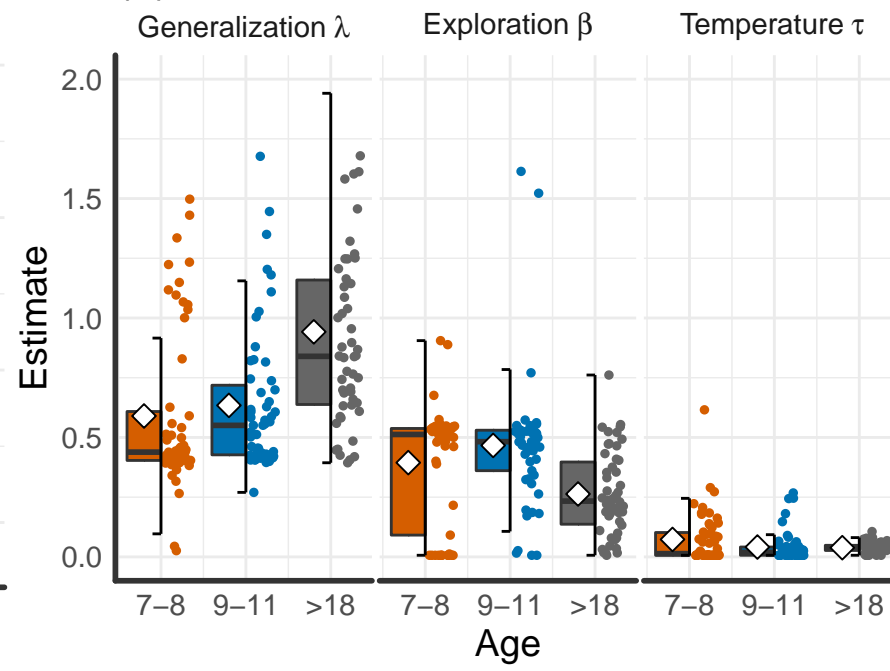 Generalization λ
Exploration β
Temperature τ
Estimate
2.0
1.5
1.0
0.5
0.0
7–8 9–11 >18
7–8 9–11 >18
7–8 9–11 >18
Age